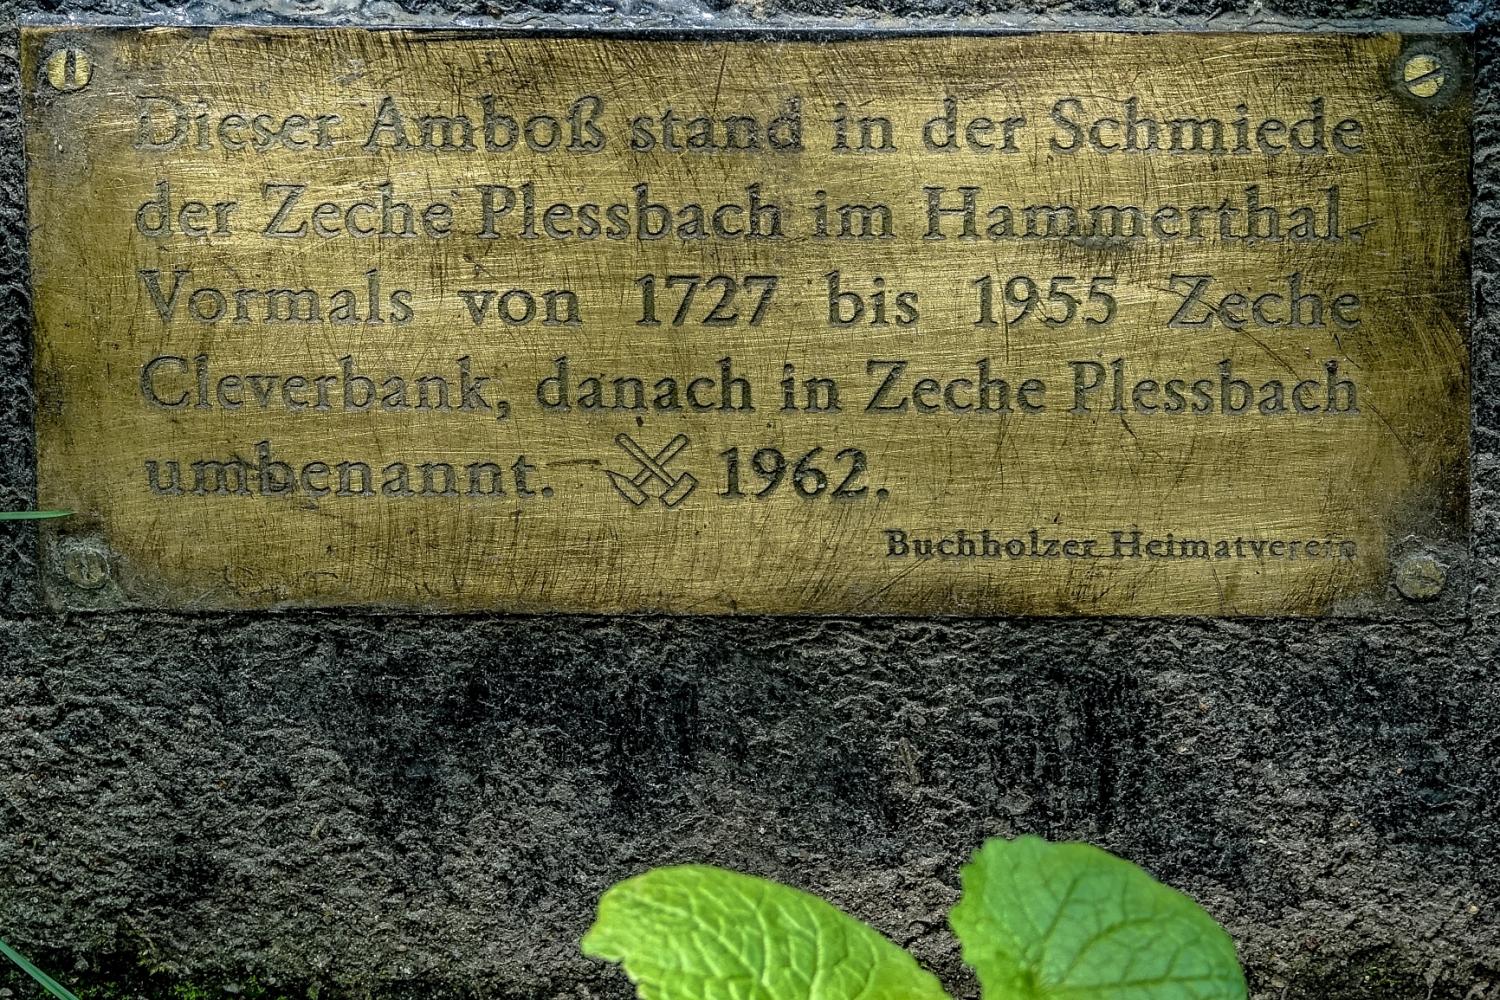 Dieser Amboß stand in der Schmiede
der Zeche Plessbach im Hammerthal.
Vormals von 1727 bis 1955 Zeche
Cleverbank, danach in Zeche Plessbach
umbenannt. ⚒ 1962.
Buchholzer Heimatverein